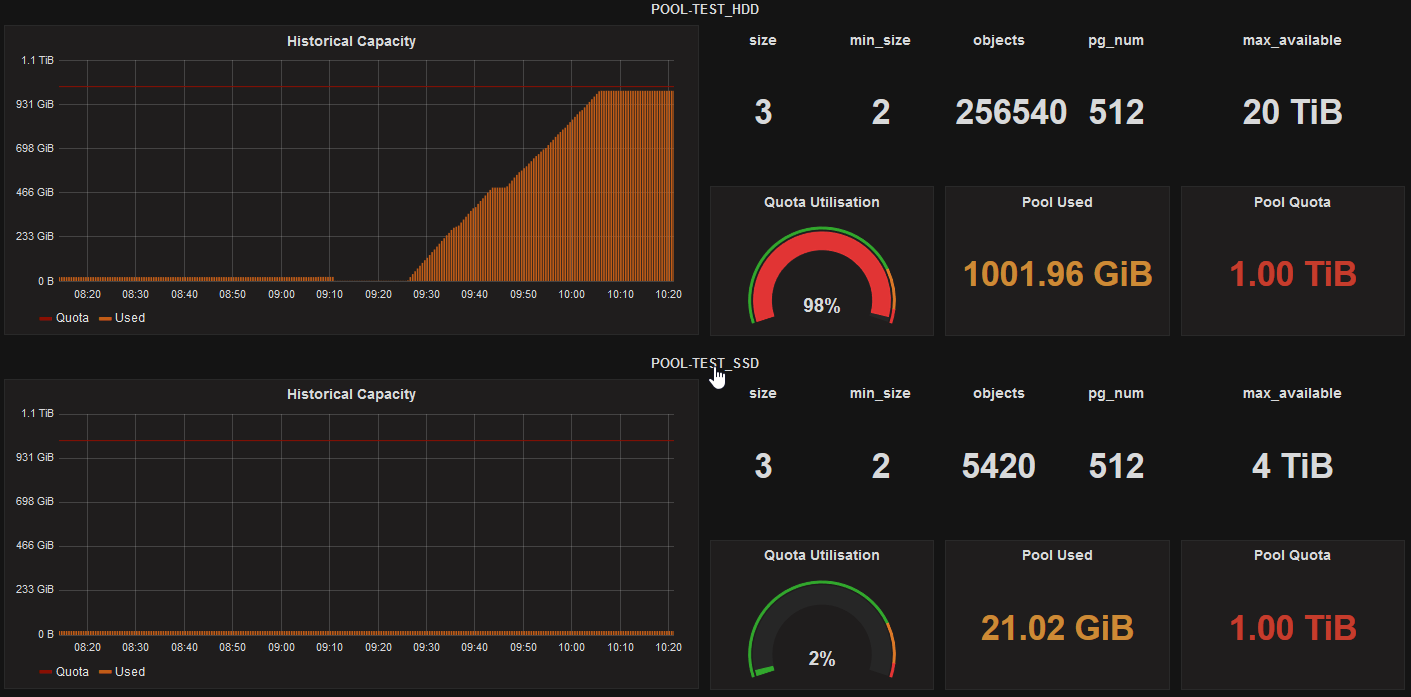 POOL-TEST_HDD
Historical Capacity
1.1 TiB
931 GiB
698 GiB
466 GiB
233 GiB
0 B
08:20 08:30 08:40 08:50 09:00 09:10 09:20 09:30 09:40 09:50 10:00 10:10 10:20
Quota Used
size min_size objects pg_num max_available
3 2 256540 512 20 TiB
Quota Utilisation
98%
Pool Used
1001.96 GiB
Pool Quota
1.00 TiB
POOL-TEST_SSD
Historical Capacity
1.1 TiB
931 GiB
698 GiB
466 GiB
233 GiB
0 B
08:20 08:30 08:40 08:50 09:00 09:10 09:20 09:30 09:40 09:50 10:00 10:10 10:20
Quota Used
size min_size objects pg_num max_available
3 2 5420 512 4 TiB
Quota Utilisation
2%
Pool Used
21.02 GiB
Pool Quota
1.00 TiB